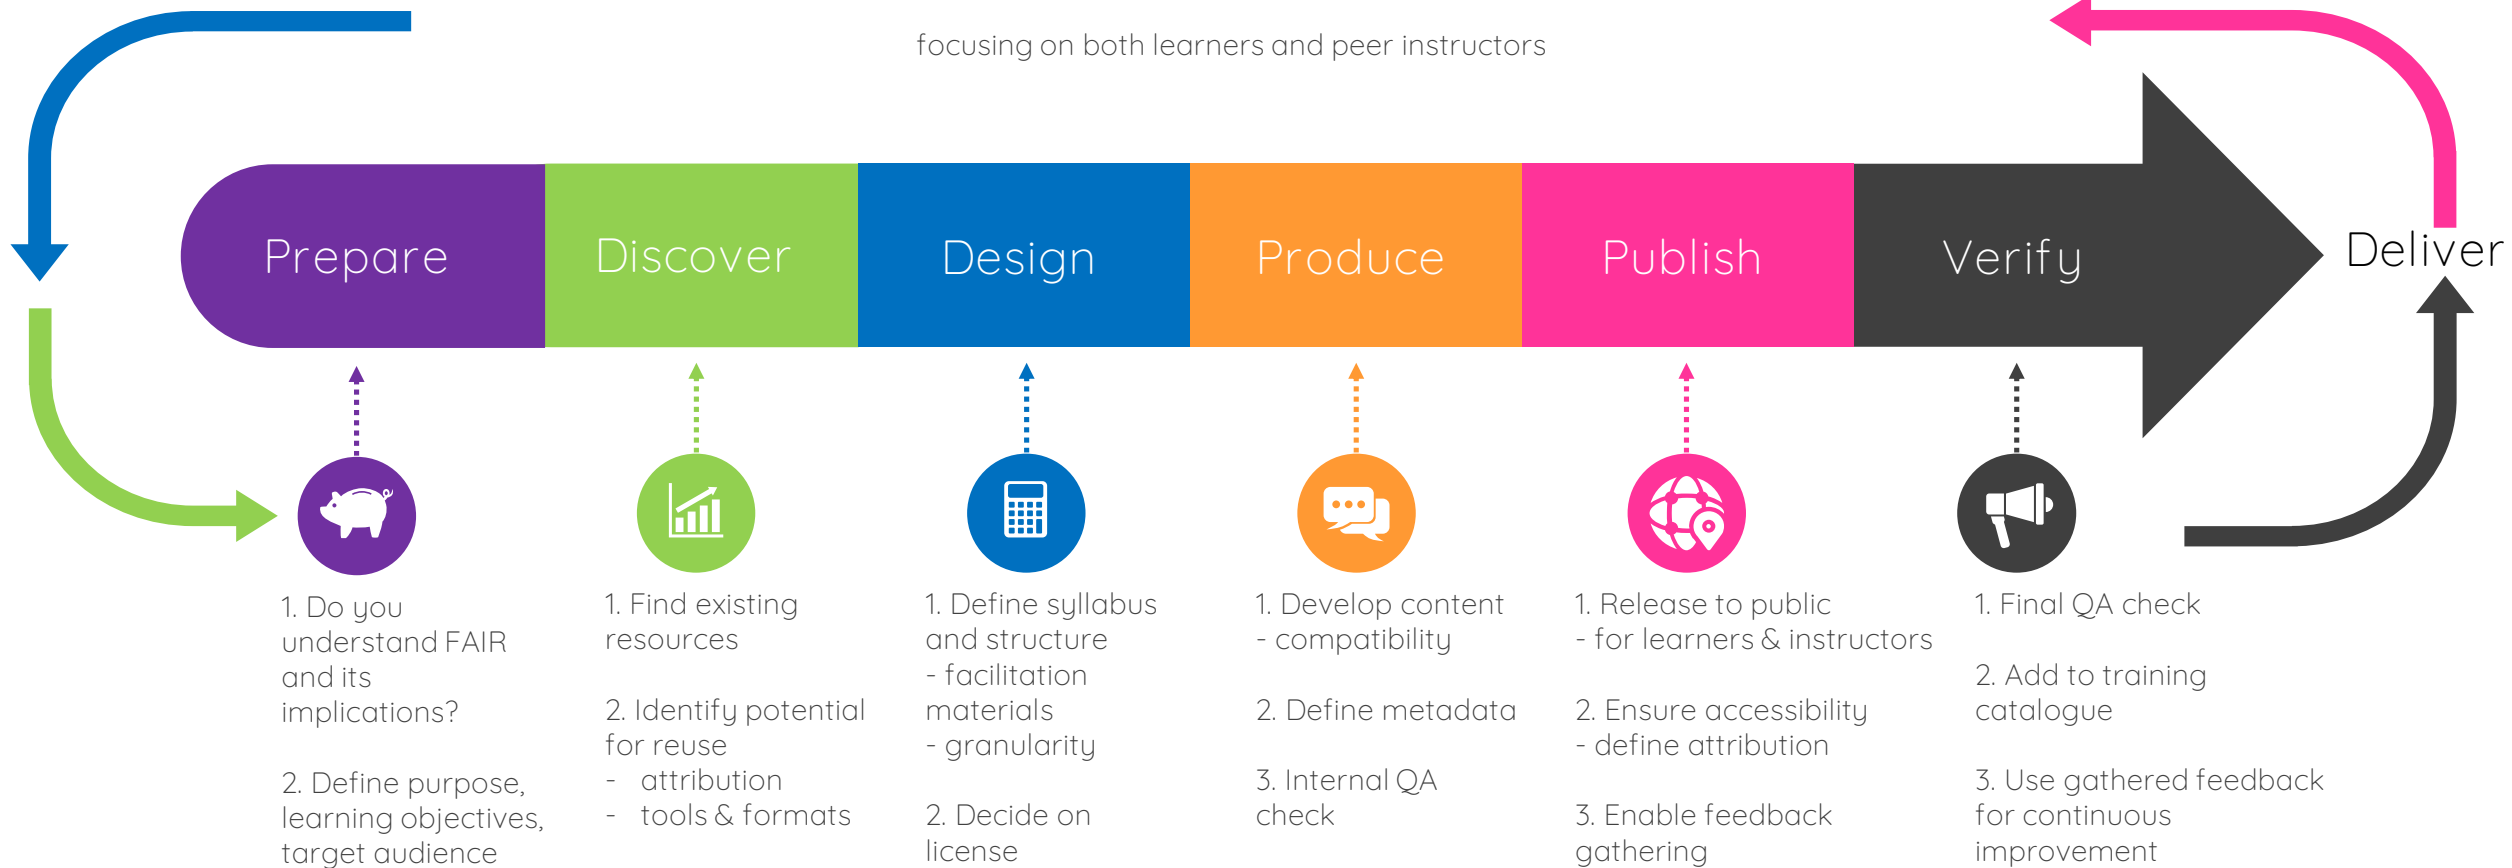 focusing on both learners and peer instructors
Prepare
Discover
Design
Produce
Publish
Verify
Deliver
1. Do you
understand FAIR
and its
implications?
2. Define purpose,
learning objectives,
target audience
1. Find existing
resources
2. Identify potential
for reuse
- attribution
- tools & formats
1. Define syllabus
and structure
- facilitation
materials
- granularity
2. Decide on
license
1. Develop content
- compatibility
2. Define metadata
3. Internal QA
check
1. Release to public
- for learners & instructors
2. Ensure accessibility
- define attribution
3. Enable feedback
gathering
1. Final QA check
2. Add to training
catalogue
3. Use gathered feedback
for continuous
improvement